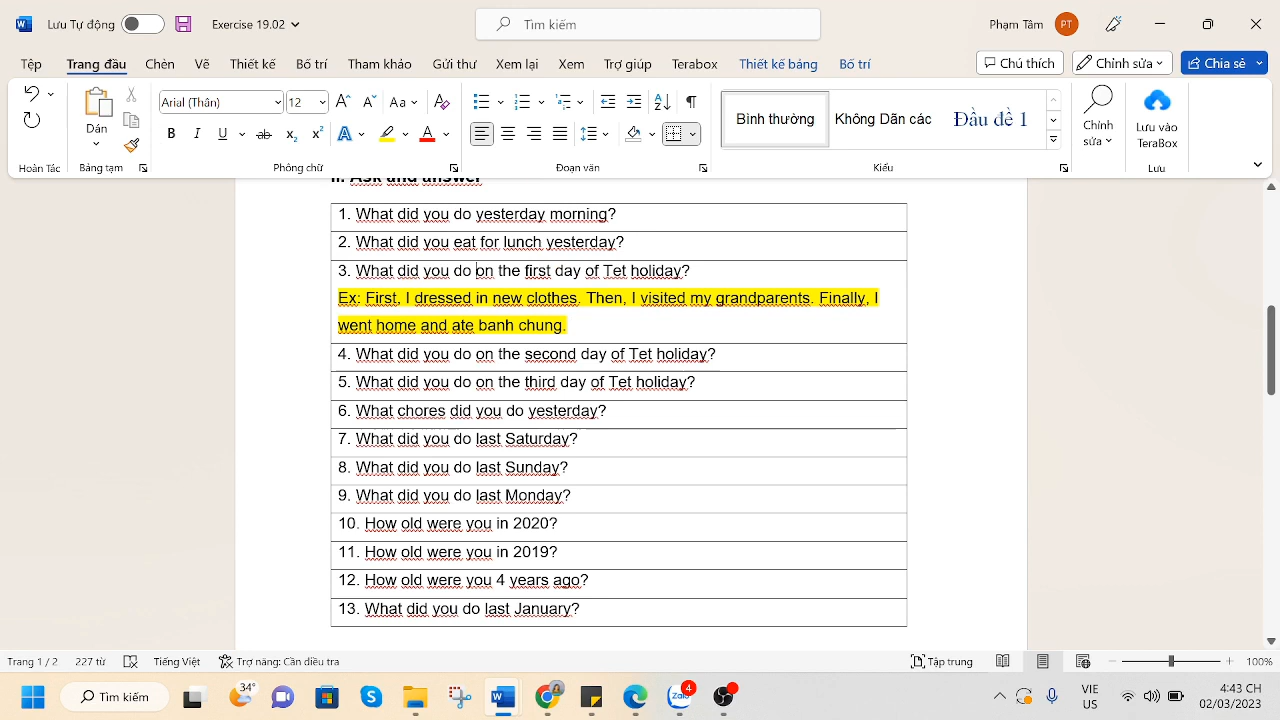 Lưu Tự động
Exercise 19.02
Tìm kiếm
Phạm Tâm
PT
Tệp
Trang đầu
Chèn
Vẽ
Thiết kế
Bố trí
Tham khảo
Gửi thư
Xem lại
Xem
Trợ giúp
Terabox
Thiết kế bảng
Bố trí
Chú thích
Chỉnh sửa
Chia sẻ
Arial (Thân)
12
Dán
Bình thường
Không Dãn các
Đầu đề 1
Chỉnh sửa
Lưu vào TeraBox
Hoàn Tác
Bảng tạm
Phông chữ
Đoạn văn
Kiểu
Lưu
II. Ask and answer
1. What did you do yesterday morning?
2. What did you eat for lunch yesterday?
3. What did you do on the first day of Tet holiday?
Ex: First, I dressed in new clothes. Then, I visited my grandparents. Finally, I
went home and ate banh chung.
4. What did you do on the second day of Tet holiday?
5. What did you do on the third day of Tet holiday?
6. What chores did you do yesterday?
7. What did you do last Saturday?
8. What did you do last Sunday?
9. What did you do last Monday?
10. How old were you in 2020?
11. How old were you in 2019?
12. How old were you 4 years ago?
13. What did you do last January?
Trang 1 / 2
227 từ
Tiếng Việt
Trợ năng: Cần điều tra
Tập trung
100%
Tìm kiếm
34°
Zalo
4
VIE
US
4:43 CH
02/03/2023